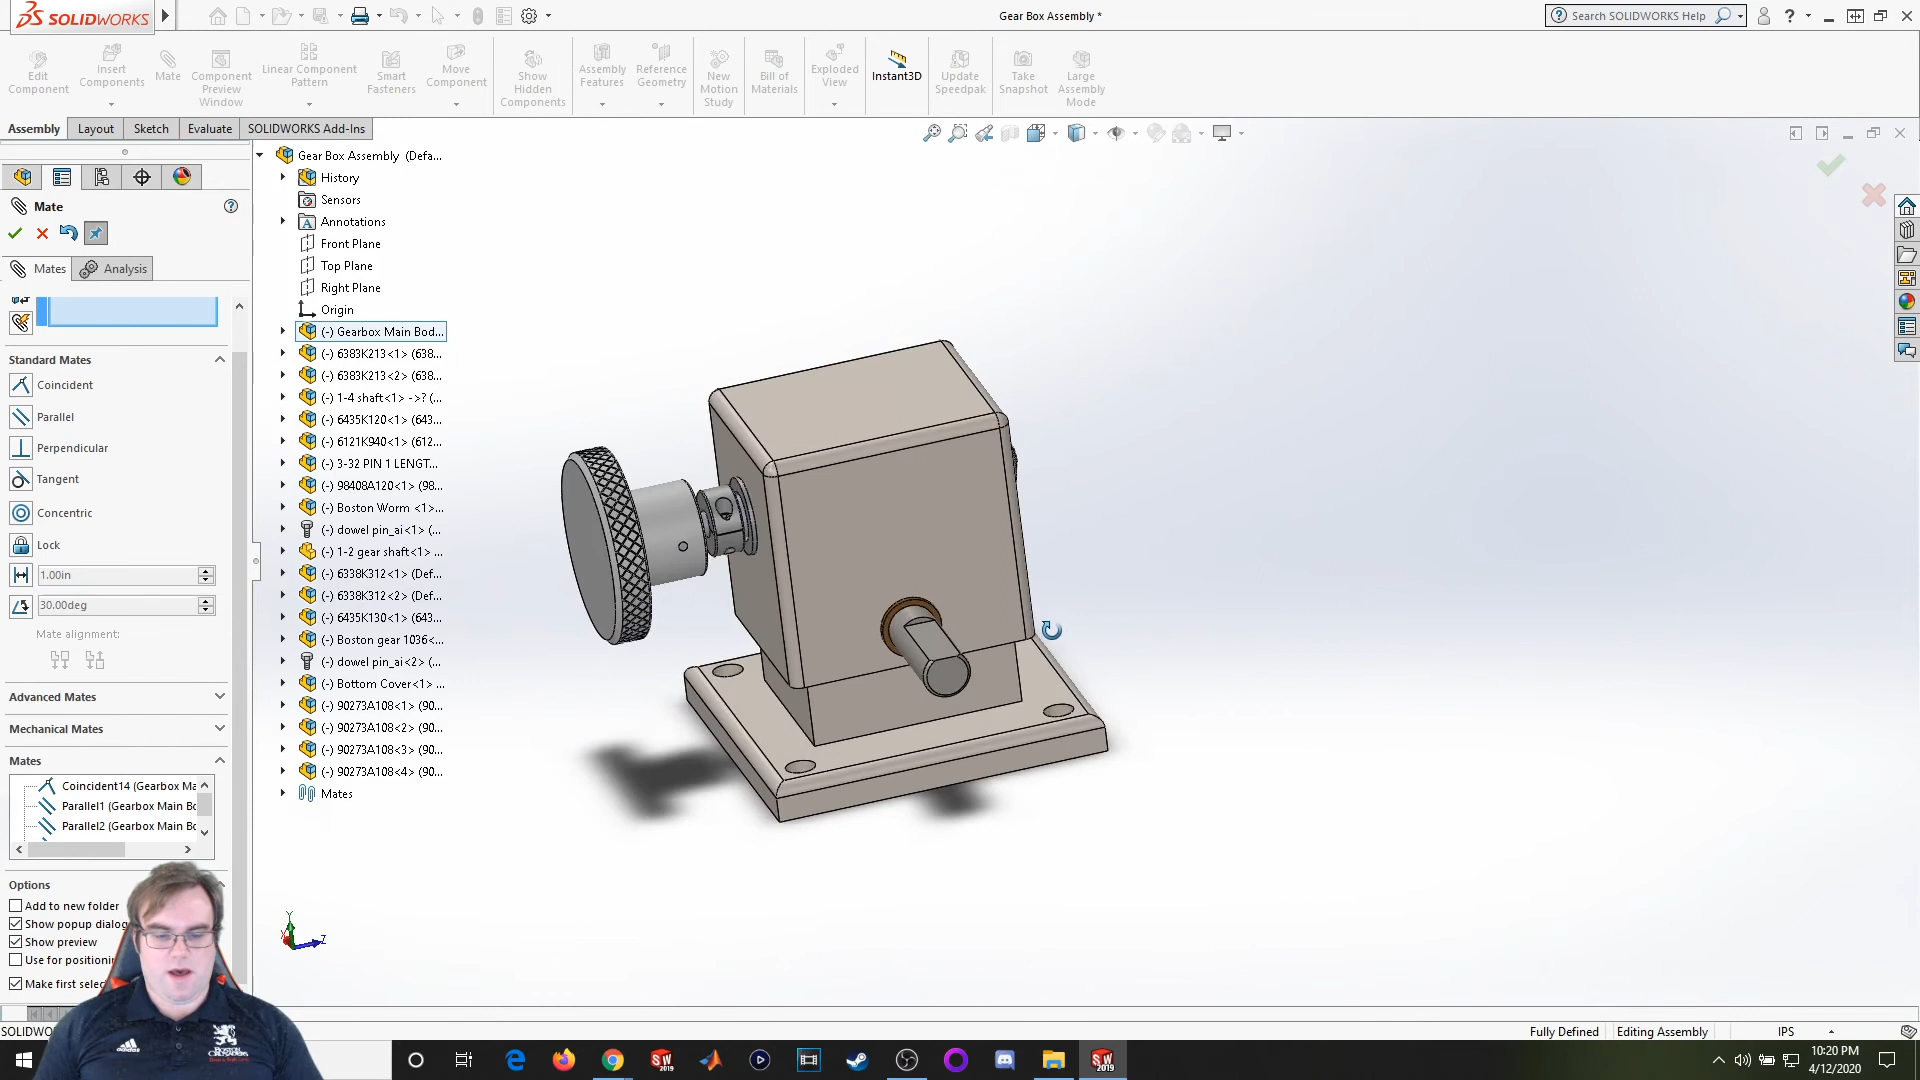 SOLIDWORKS
Gear Box Assembly *
Search SOLIDWORKS Help
Edit Component
Insert Components
Mate
Component Preview Window
Linear Component Pattern
Smart Fasteners
Move Component
Show Hidden Components
Assembly Features
Reference Geometry
New Motion Study
Bill of Materials
Exploded View
Instant3D
Update Speedpak
Take Snapshot
Large Assembly Mode
Assembly
Layout
Sketch
Evaluate
SOLIDWORKS Add-Ins
Mate
Mates
Analysis
Standard Mates
Coincident
Parallel
Perpendicular
Tangent
Concentric
Lock
1.00in
30.00deg
Mate alignment:
Advanced Mates
Mechanical Mates
Mates
Coincident14 (Gearbox Ma
Parallel1 (Gearbox Main Bo
Parallel2 (Gearbox Main Bo
Options
Add to new folder
Show popup dialog
Show preview
Use for positionin
Make first selec
Gear Box Assembly (Defa...
History
Sensors
Annotations
Front Plane
Top Plane
Right Plane
Origin
(-) Gearbox Main Bod...
(-) 6383K213<1> (638...
(-) 6383K213<2> (638...
(-) 1-4 shaft<1> ->? (...
(-) 6435K120<1> (643...
(-) 6121K940<1> (612...
(-) 3-32 PIN 1 LENGT...
(-) 98408A120<1> (98...
(-) Boston Worm <1>...
(-) dowel pin_ai<1> (...
(-) 1-2 gear shaft<1> ...
(-) 6338K312<1> (Def...
(-) 6338K312<2> (Def...
(-) 6435K130<1> (643...
(-) Boston gear 1036<...
(-) dowel pin_ai<2> (...
(-) Bottom Cover<1> ...
(-) 90273A108<1> (90...
(-) 90273A108<2> (90...
(-) 90273A108<3> (90...
(-) 90273A108<4> (90...
Mates
Y
Z
adidas
SOLIDWO
Fully Defined
Editing Assembly
IPS
SW 2019
SW 2019
10:20 PM
4/12/2020